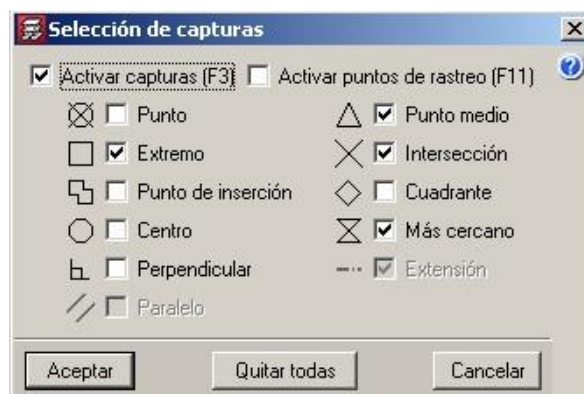 Selección de capturas
Activar capturas (F3) Activar puntos de rastreo (F11)
Punto Punto medio
Extremo Intersección
Punto de inserción Cuadrante
Centro Más cercano
Perpendicular Extensión
Paralelo
Aceptar Quitar todas Cancelar